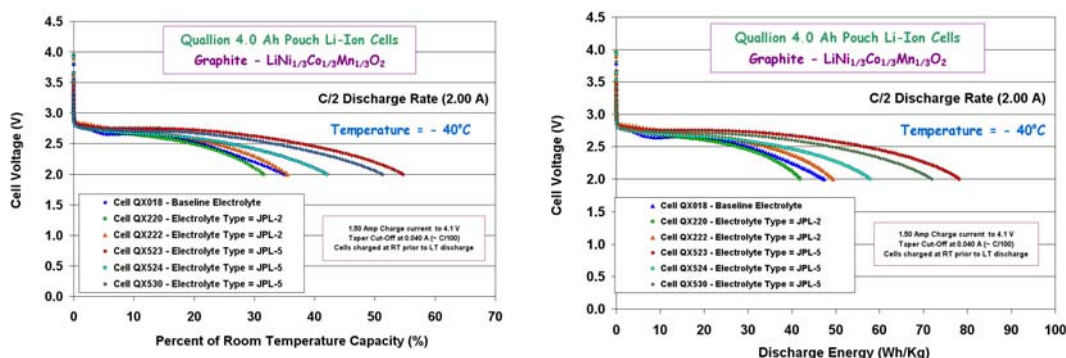 Quallion 4.0 Ah Pouch Li-Ion Cells
Graphite - LiNi1/3Co1/3Mn1/3O2
C/2 Discharge Rate (2.00 A)
Temperature = - 40°C
Cell Voltage (V)
4.5
4.0
3.5
3.0
2.5
2.0
1.5
1.0
0.5
0.0
Cell QX018 - Baseline Electrolyte
Cell QX220 - Electrolyte Type = JPL-2
Cell QX222 - Electrolyte Type = JPL-2
Cell QX523 - Electrolyte Type = JPL-5
Cell QX524 - Electrolyte Type = JPL-5
Cell QX530 - Electrolyte Type = JPL-5
1.50 Amp Charge current to 4.1 V
Taper Cut-Off at 0.040 A (~ C/100)
Cells charged at RT prior to LT discharge
0 10 20 30 40 50 60 70
Percent of Room Temperature Capacity (%)
Quallion 4.0 Ah Pouch Li-Ion Cells
Graphite - LiNi1/3Co1/3Mn1/3O2
C/2 Discharge Rate (2.00 A)
Temperature = - 40°C
Cell Voltage (V)
4.5
4.0
3.5
3.0
2.5
2.0
1.5
1.0
0.5
0.0
Cell QX018 - Baseline Electrolyte
Cell QX220 - Electrolyte Type = JPL-2
Cell QX222 - Electrolyte Type = JPL-2
Cell QX523 - Electrolyte Type = JPL-5
Cell QX524 - Electrolyte Type = JPL-5
Cell QX530 - Electrolyte Type = JPL-5
1.50 Amp Charge current to 4.1 V
Taper Cut-Off at 0.040 A (~ C/100)
Cells charged at RT prior to LT discharge
0 10 20 30 40 50 60 70 80 90 100
Discharge Energy (Wh/Kg)